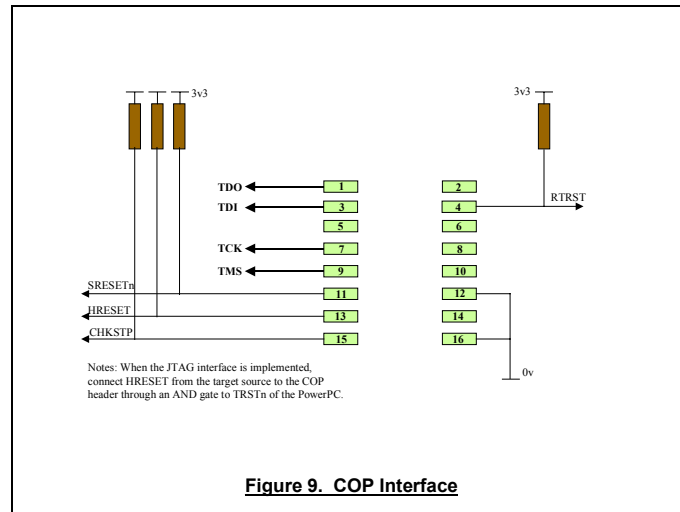 3v3
3v3
TDO
1
2
TDI
3
4
RTRST
5
6
TCK
7
8
TMS
9
10
SRESETn
11
12
HRESET
13
14
CHKSTP
15
16
0v
Notes: When the JTAG interface is implemented,
connect HRESET from the target source to the COP
header through an AND gate to TRSTn of the PowerPC.
Figure 9. COP Interface